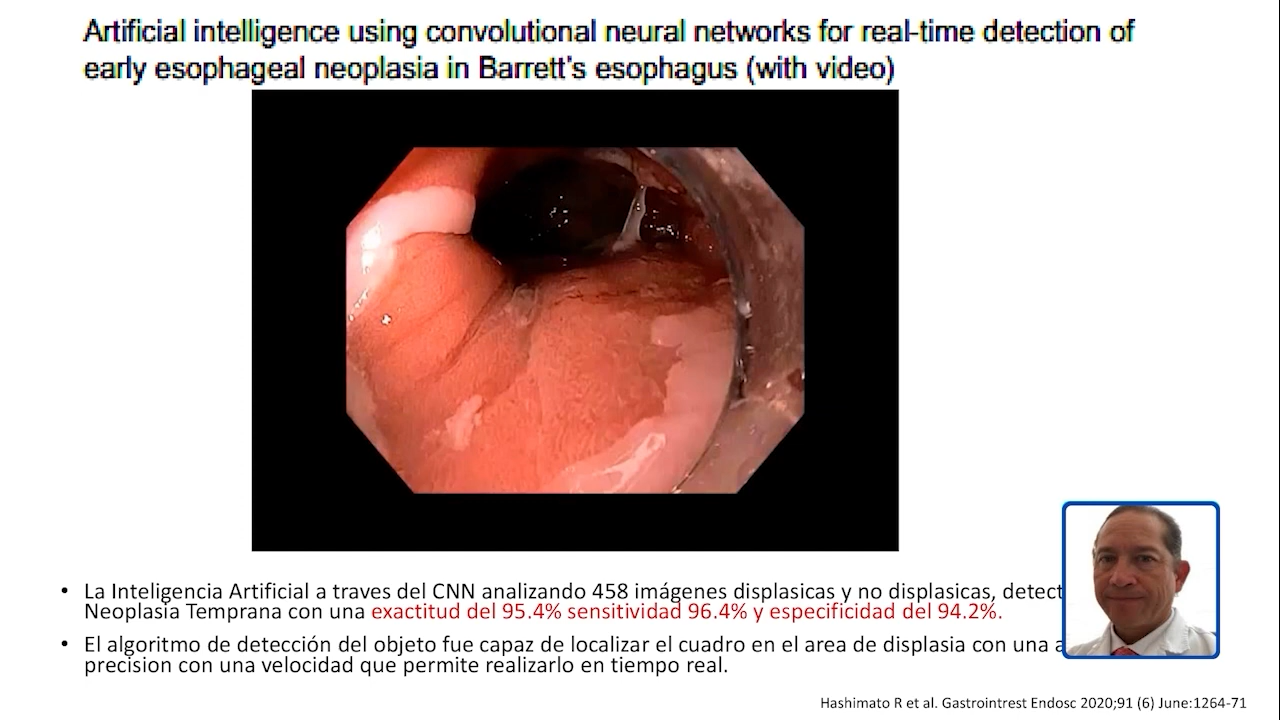 Artificial intelligence using convolutional neural networks for real-time detection of
early esophageal neoplasia in Barrett's esophagus (with video)
• La Inteligencia Artificial a traves del CNN analizando 458 imágenes displasicas y no displasicas, detect
Neoplasia Temprana con una exactitud del 95.4% sensitividad 96.4% y especificidad del 94.2%.
• El algoritmo de detección del objeto fue capaz de localizar el cuadro en el area de displasia con una a
precision con una velocidad que permite realizarlo en tiempo real.
Hashimato R et al. Gastrointrest Endosc 2020;91 (6) June:1264-71